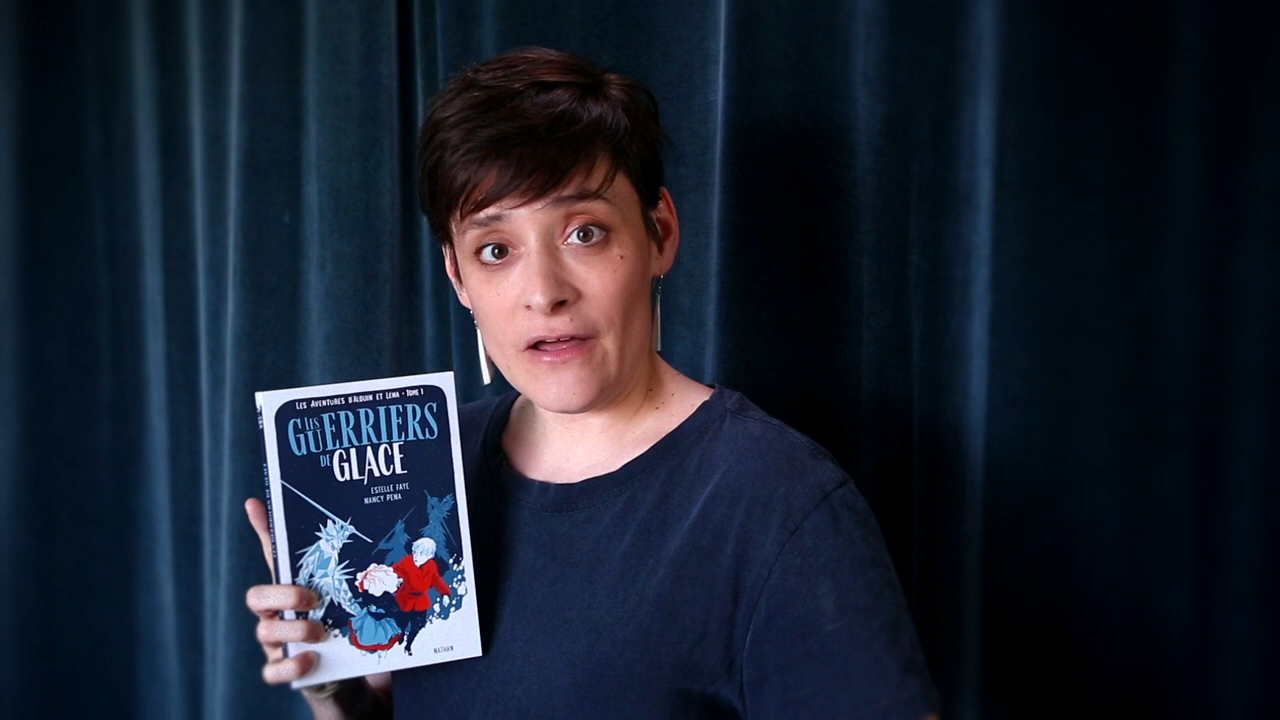 LES AVENTURES D'ALDUIN ET LENA • TOME 1
LES
GUERRIERS
DE GLACE
ESTELLE FAYE
NANCY PENA
NATHAN